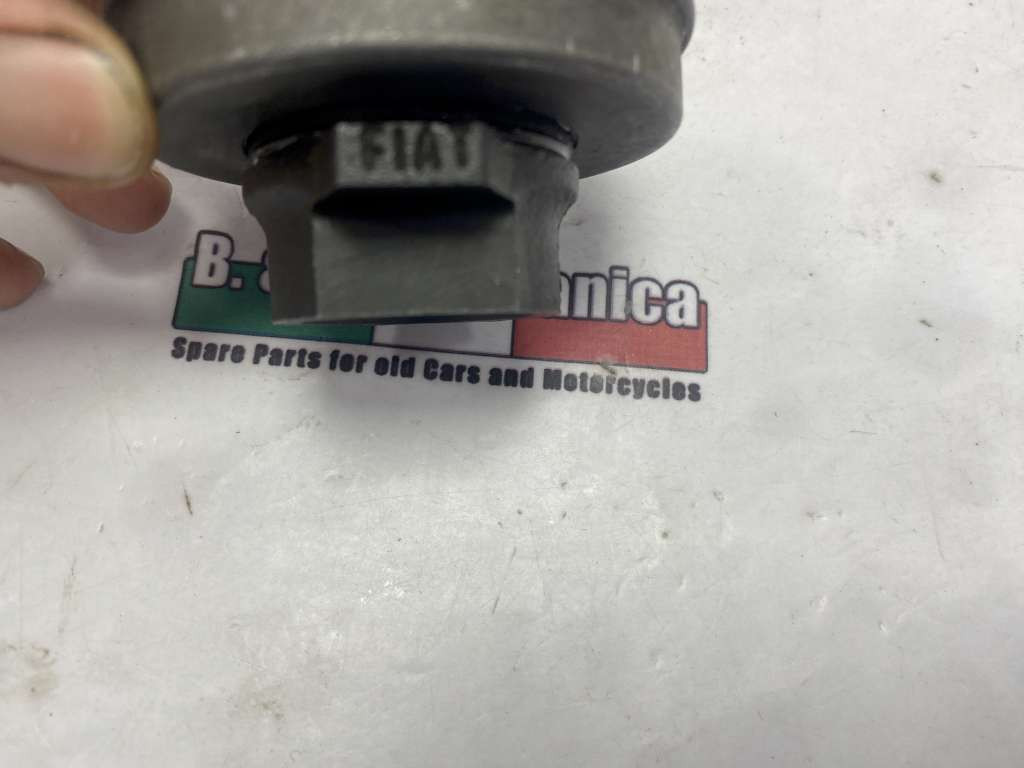 FIAT
B. &
anica
Spare Parts for old Cars and Motorcycles